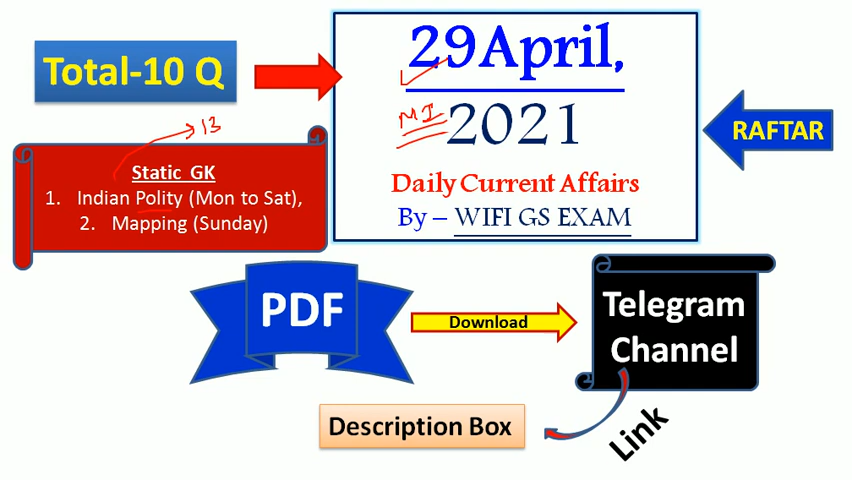 Total-10 Q
29April,
MI
2021
Daily Current Affairs
By – WIFI GS EXAM
RAFTAR
13
Static GK
1. Indian Polity (Mon to Sat),
2. Mapping (Sunday)
PDF
Download
Telegram
Channel
Link
Description Box